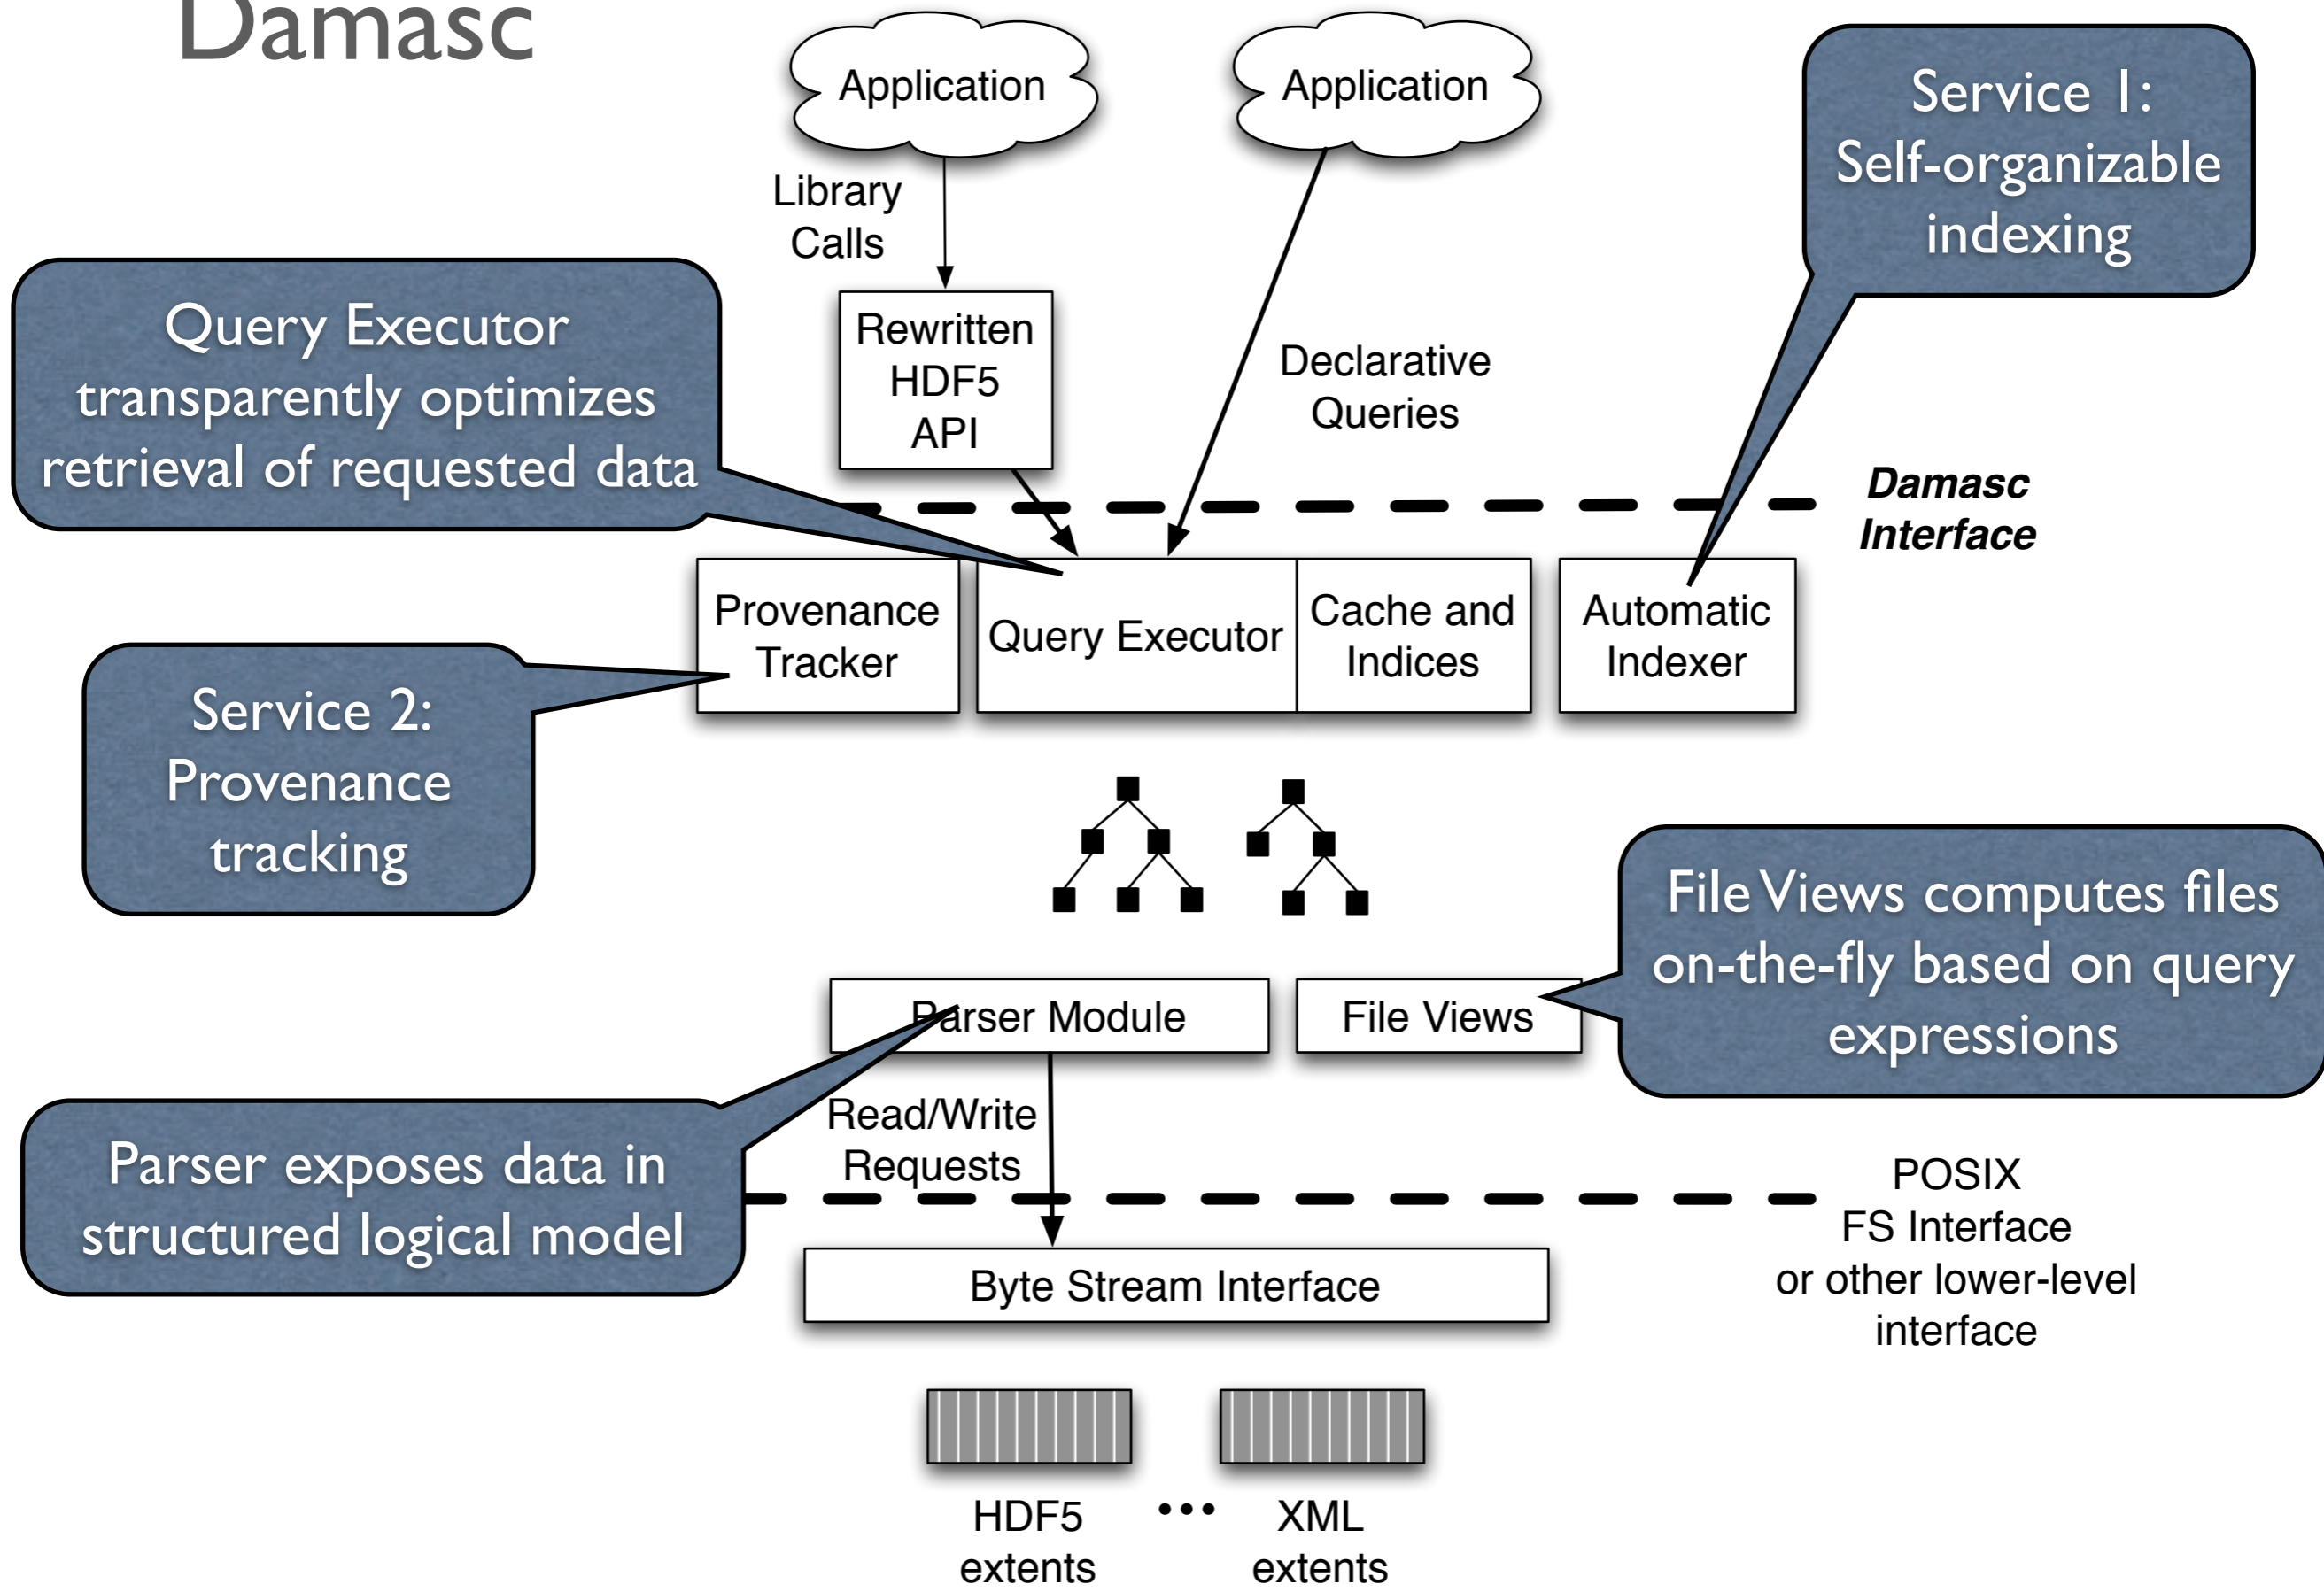 Damasc
Application
Application
Service 1:
Self-organizable
indexing
Library
Calls
Query Executor
transparently optimizes
retrieval of requested data
Rewritten
HDF5
API
Declarative
Queries
Damasc
Interface
Provenance
Tracker
Query Executor
Cache and
Indices
Automatic
Indexer
Service 2:
Provenance
tracking
File Views computes files
on-the-fly based on query
expressions
Parser Module
File Views
Read/Write
Requests
Parser exposes data in
structured logical model
POSIX
FS Interface
or other lower-level
interface
Byte Stream Interface
HDF5
extents
...
XML
extents